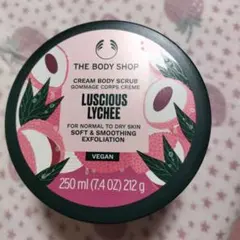 THE BODY SHOP
CREAM BODY SCRUB
GOMMAGE CORPS CREME
LUSCIOUS
LYCHEE
FOR NORMAL TO DRY SKIN
SOFT & SMOOTHING
EXFOLIATION
VEGAN
250 ml (7.4 OZ) 212 g